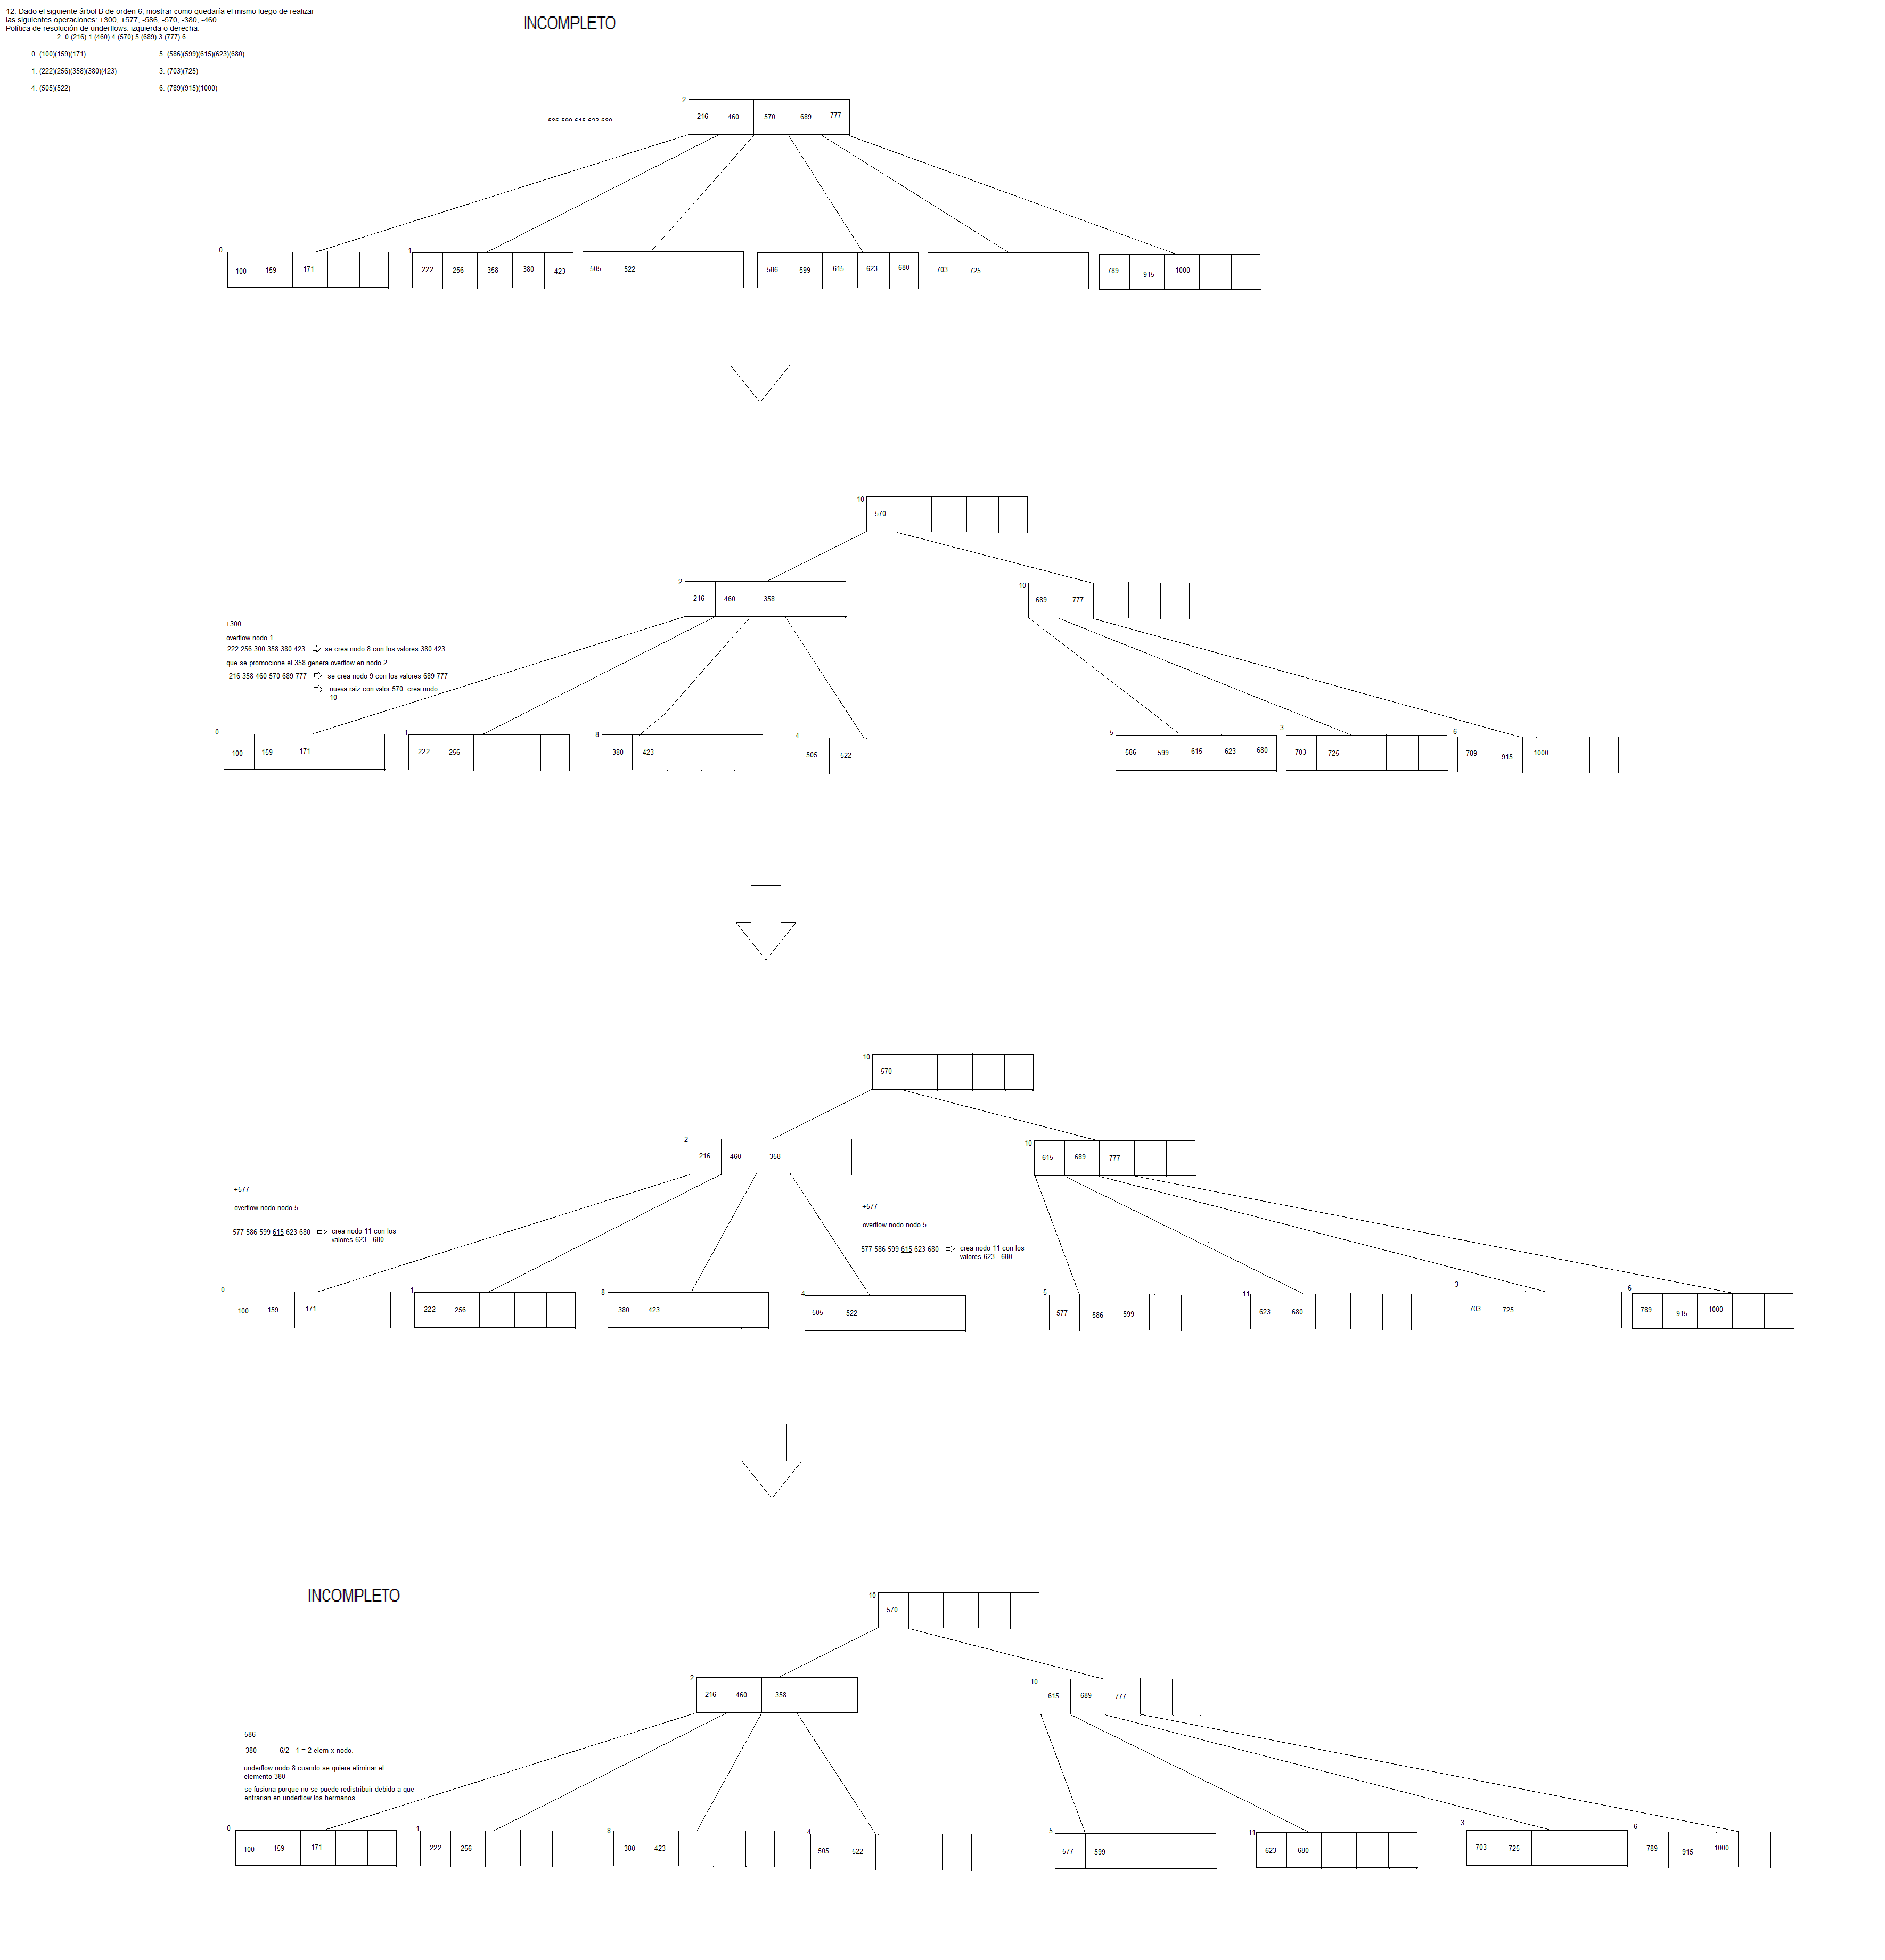 12. Dado el siguiente árbol B de orden 6, mostrar como quedaría el mismo luego de realizar
las siguientes operaciones: +300, +577, -586, -570, -380, -460.
Política de resolución de underflows: izquierda o derecha.
2: 0 (216) 1 (460) 4 (570) 5 (689) 3 (777) 6
0: (100)(159)(171) 5: (586)(599)(615)(623)(680)
1: (222)(256)(358)(380)(423) 3: (703)(725)
4: (505)(522) 6: (789)(915)(1000)
INCOMPLETO
586 599 615 623 680
2
216 460 570 689 777
0 1
100 159 171 222 256 358 380 423 505 522 586 599 615 623 680 703 725 789 915 1000
10
570
2 10
216 460 358 689 777
+300
overflow nodo 1
222 256 300 358 380 423 se crea nodo 8 con los valores 380 423
que se promocione el 358 genera overflow en nodo 2
216 358 460 570 689 777 se crea nodo 9 con los valores 689 777
nueva raiz con valor 570. crea nodo
10
0 1 8 4 5 3 6
100 159 171 222 256 380 423 505 522 586 599 615 623 680 703 725 789 915 1000
10
570
2 10
216 460 358 615 689 777
+577
overflow nodo nodo 5
577 586 599 615 623 680 crea nodo 11 con los
valores 623 - 680
+577
overflow nodo nodo 5
577 586 599 615 623 680 crea nodo 11 con los
valores 623 - 680
0 1 8 4 5 11 3 6
100 159 171 222 256 380 423 505 522 577 586 599 623 680 703 725 789 915 1000
INCOMPLETO
10
570
2 10
216 460 358 615 689 777
-586
-380 6/2 - 1 = 2 elem x nodo.
underflow nodo 8 cuando se quiere eliminar el
elemento 380
se fusiona porque no se puede redistribuir debido a que
entrarian en underflow los hermanos
0 1 8 4 5 11 3 6
100 159 171 222 256 380 423 505 522 577 599 623 680 703 725 789 915 1000